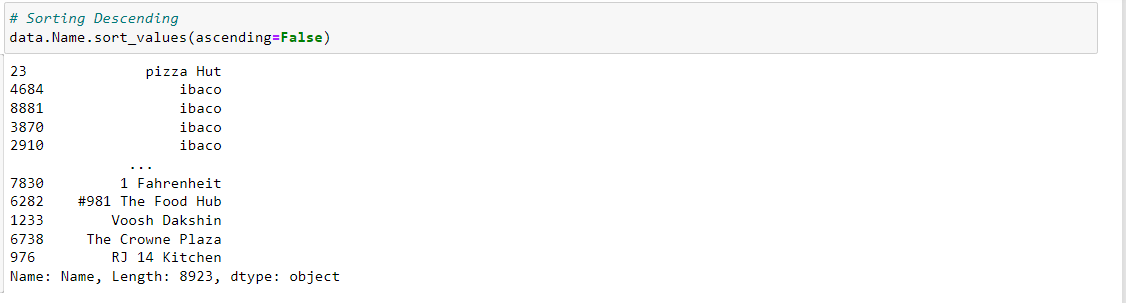 # Sorting Descending
data.Name.sort_values(ascending=False)
23              pizza Hut
4684                ibaco
8881                ibaco
3870                ibaco
2910                ibaco
              ...
7830         1 Fahrenheit
6282    #981 The Food Hub
1233        Voosh Dakshin
6738     The Crowne Plaza
976         RJ 14 Kitchen
Name: Name, Length: 8923, dtype: object